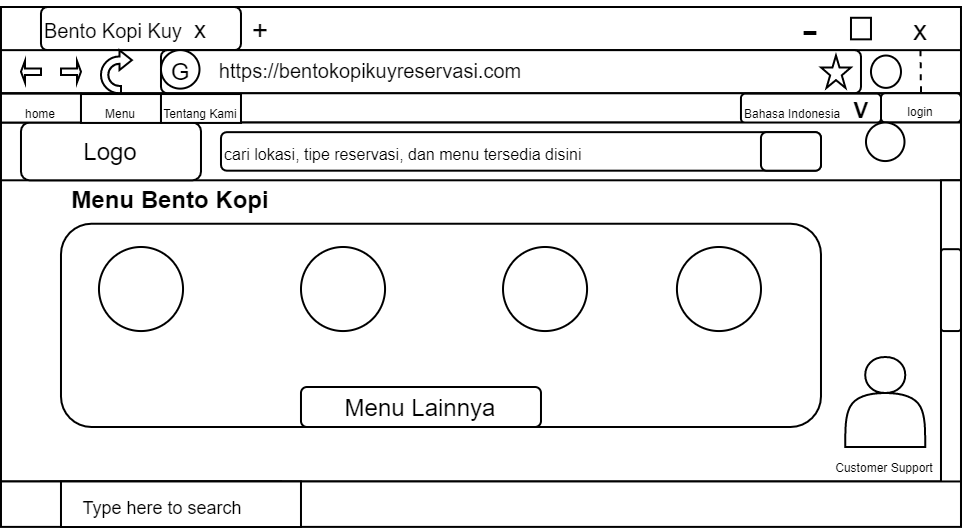 Bento Kopi Kuy x +
- x
G https://bentokopikuyreservasi.com
home Menu Tentang Kami Bahasa Indonesia V login
Logo cari lokasi, tipe reservasi, dan menu tersedia disini
Menu Bento Kopi
Menu Lainnya
Customer Support
Type here to search